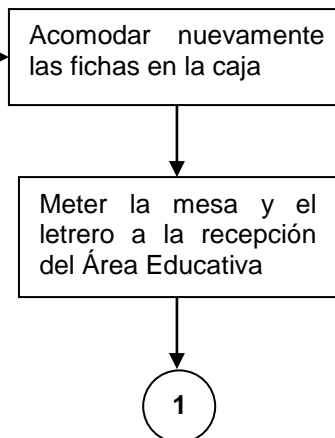 Acomodar nuevamente
las fichas en la caja
Meter la mesa y el
letrero a la recepción
del Área Educativa
1